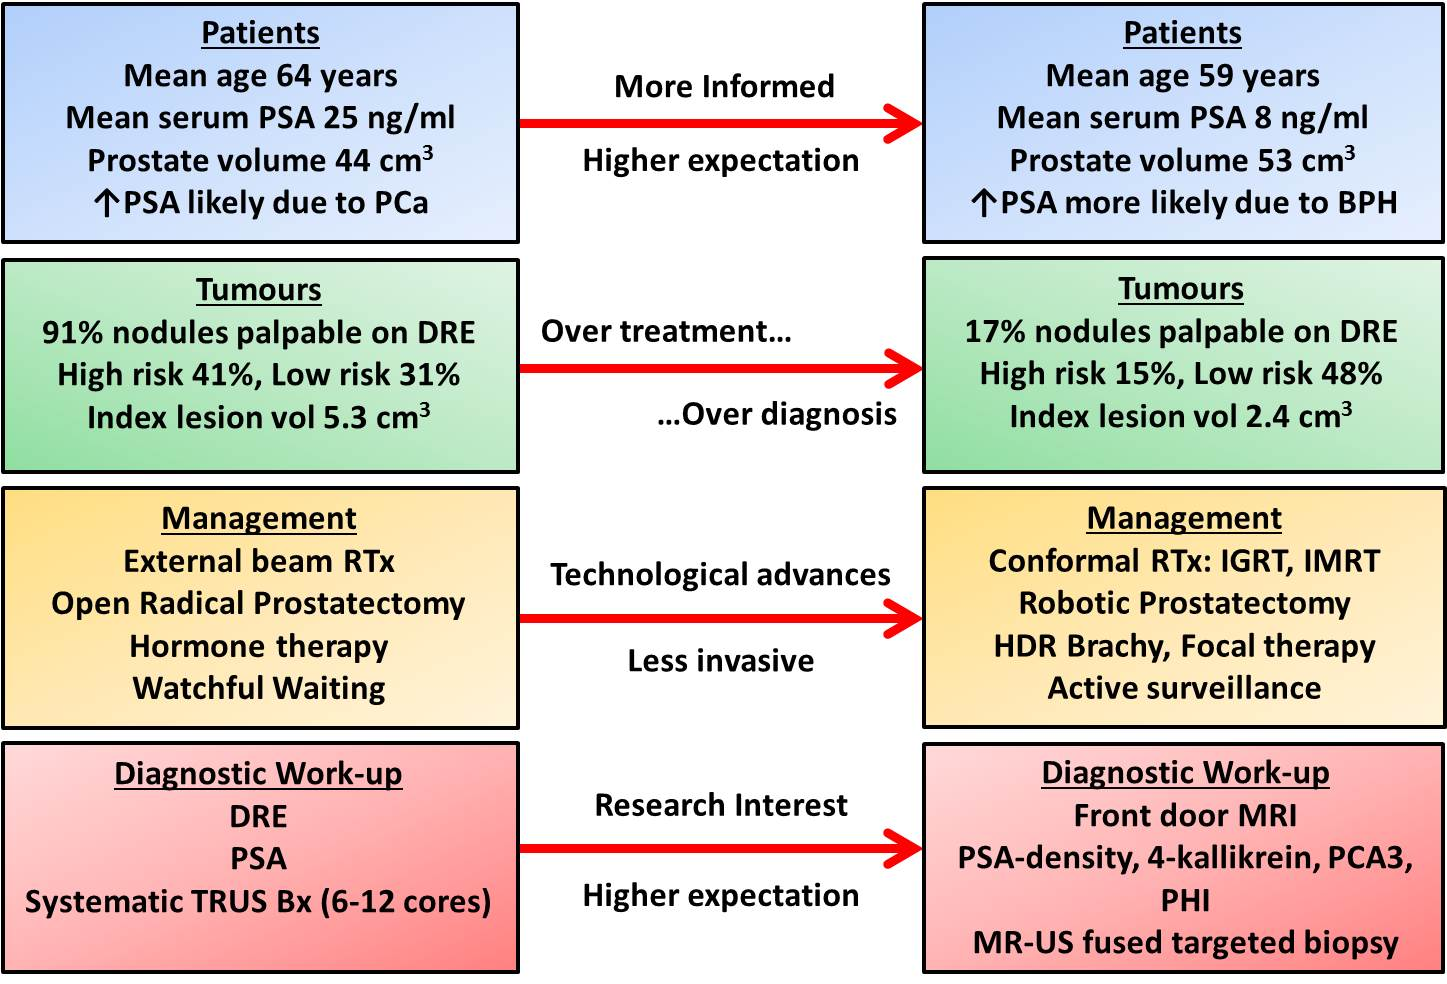 Patients
Mean age 64 years
Mean serum PSA 25 ng/ml
Prostate volume 44 cm³
↑PSA likely due to PCa
More Informed
Higher expectation
Patients
Mean age 59 years
Mean serum PSA 8 ng/ml
Prostate volume 53 cm³
↑PSA more likely due to BPH
Tumours
91% nodules palpable on DRE
High risk 41%, Low risk 31%
Index lesion vol 5.3 cm³
Over treatment...
...Over diagnosis
Tumours
17% nodules palpable on DRE
High risk 15%, Low risk 48%
Index lesion vol 2.4 cm³
Management
External beam RTx
Open Radical Prostatectomy
Hormone therapy
Watchful Waiting
Technological advances
Less invasive
Management
Conformal RTx: IGRT, IMRT
Robotic Prostatectomy
HDR Brachy, Focal therapy
Active surveillance
Diagnostic Work-up
DRE
PSA
Systematic TRUS Bx (6-12 cores)
Research Interest
Higher expectation
Diagnostic Work-up
Front door MRI
PSA-density, 4-kallikrein, PCA3,
PHI
MR-US fused targeted biopsy